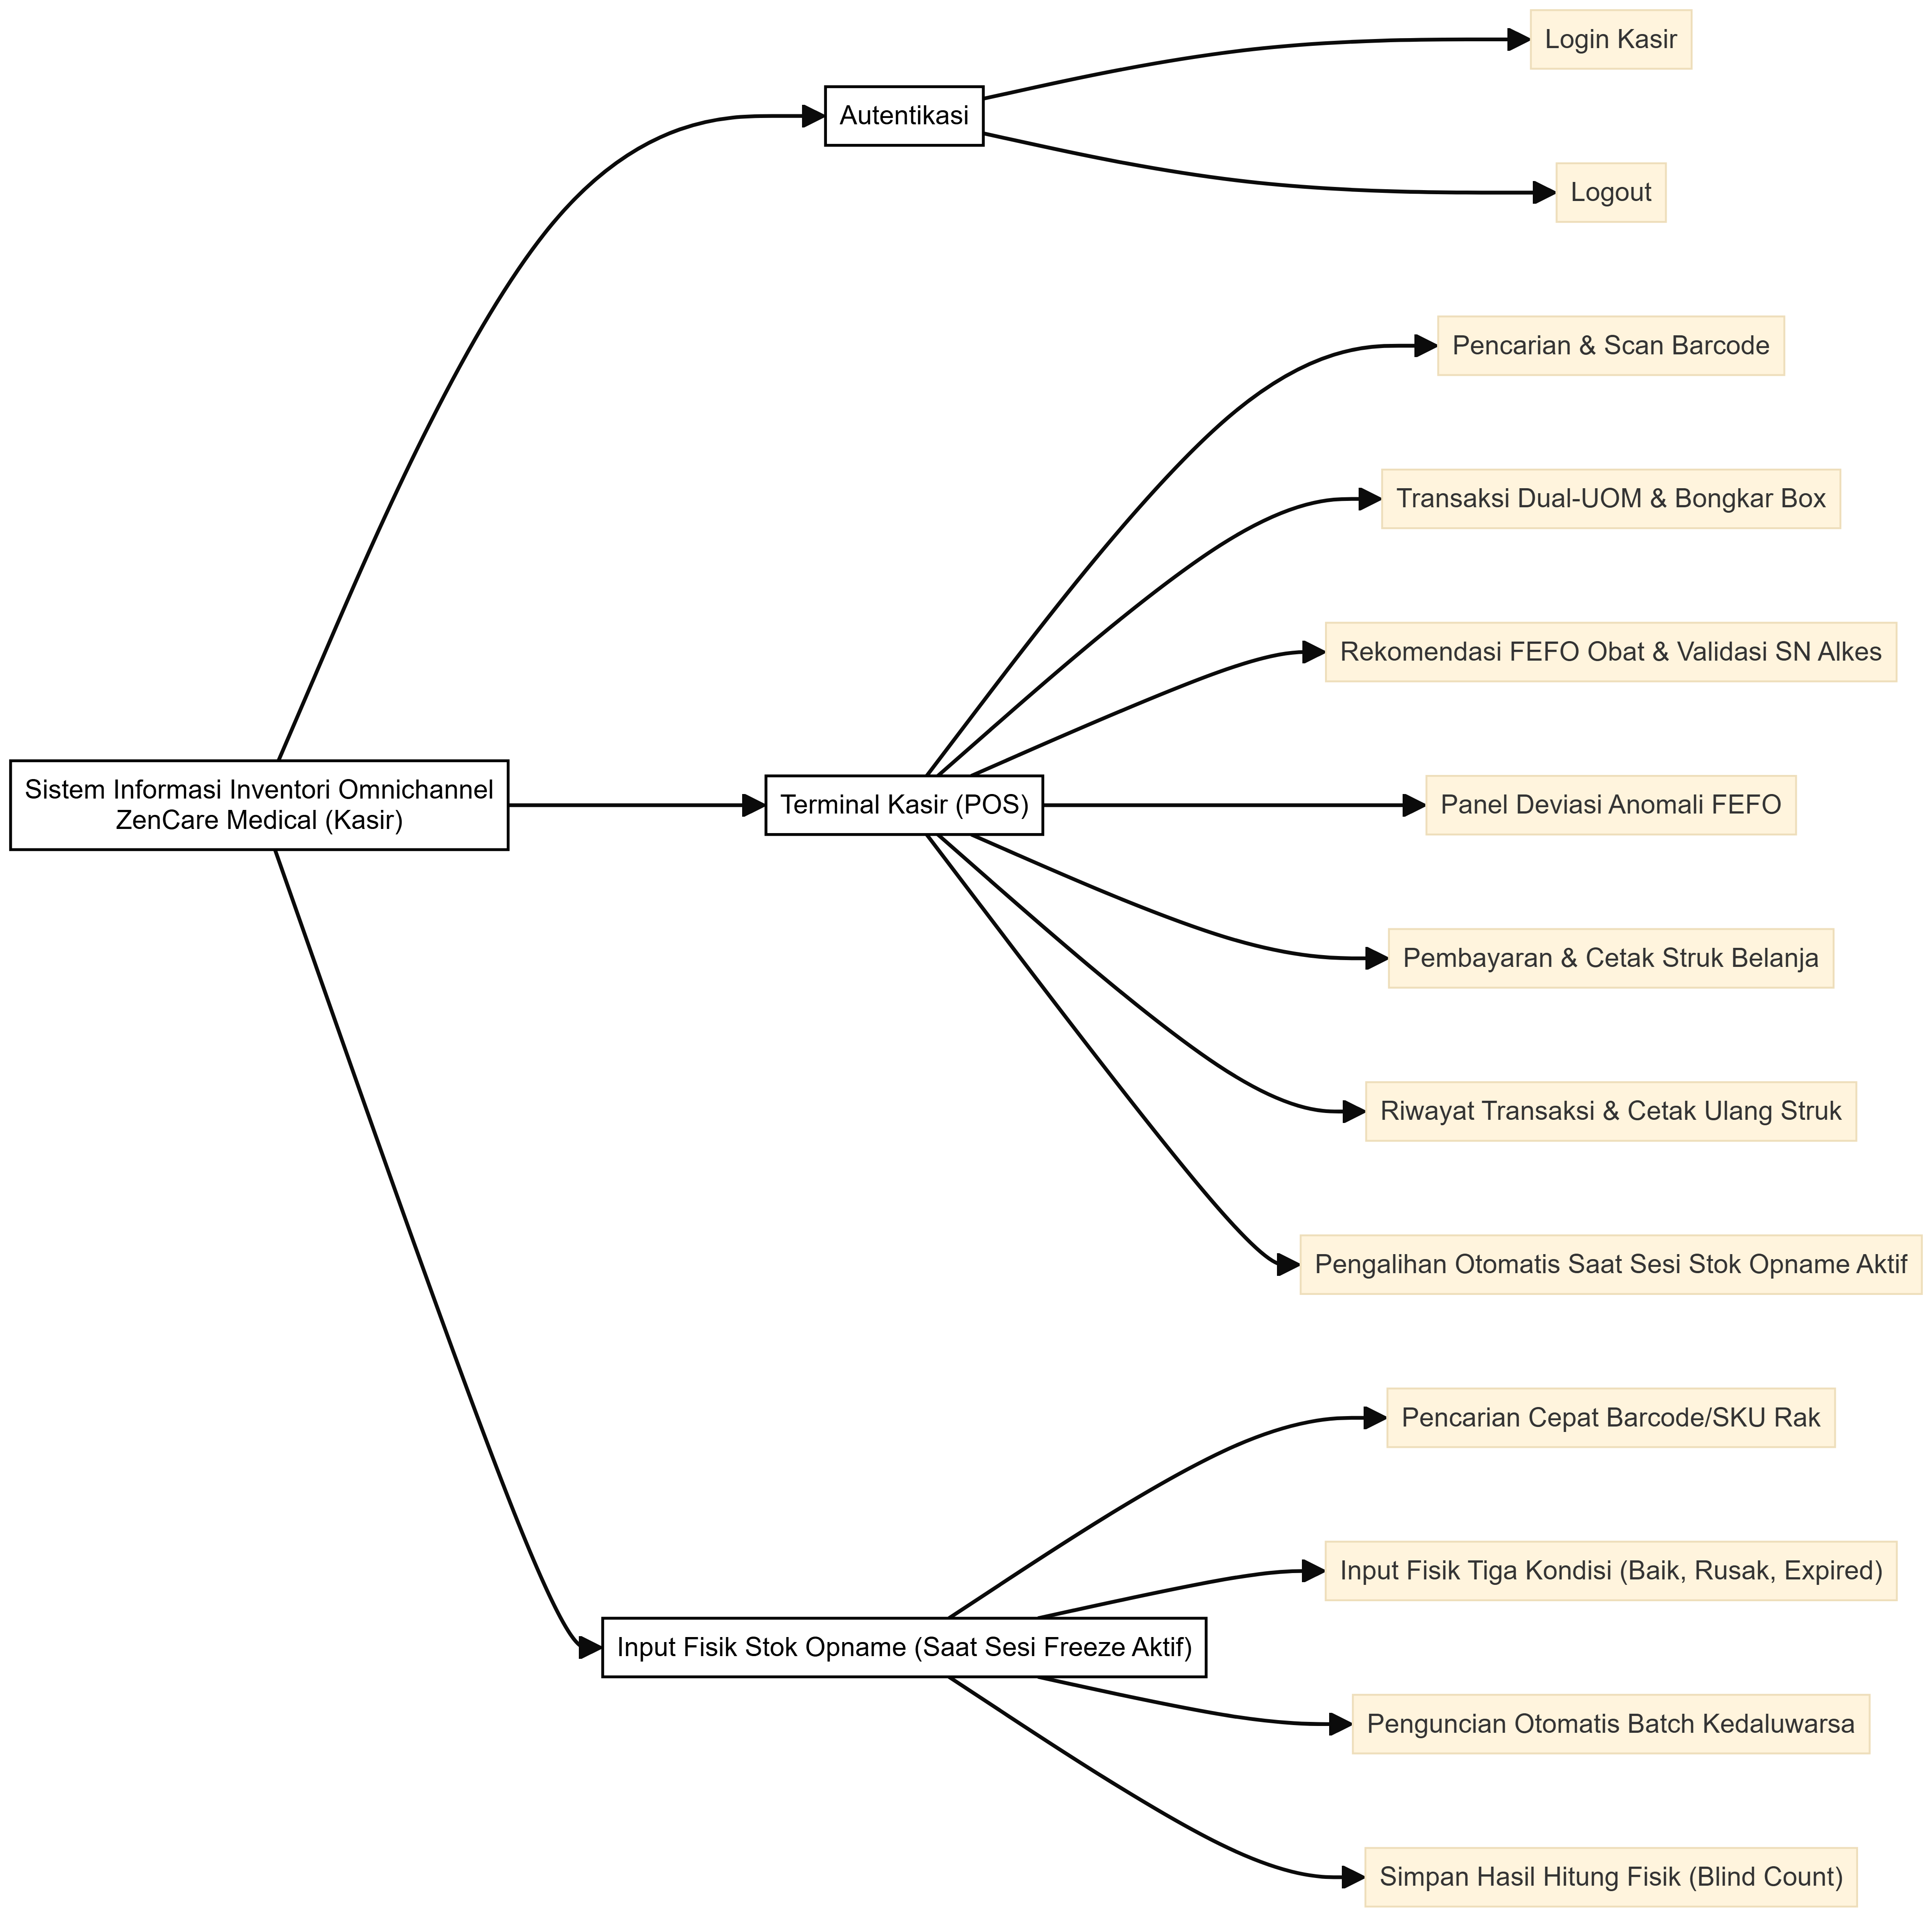 Sistem Informasi Inventori Omnichannel
ZenCare Medical (Kasir)
Autentikasi
Login Kasir
Logout
Terminal Kasir (POS)
Pencarian & Scan Barcode
Transaksi Dual-UOM & Bongkar Box
Rekomendasi FEFO Obat & Validasi SN Alkes
Panel Deviasi Anomali FEFO
Pembayaran & Cetak Struk Belanja
Riwayat Transaksi & Cetak Ulang Struk
Pengalihan Otomatis Saat Sesi Stok Opname Aktif
Input Fisik Stok Opname (Saat Sesi Freeze Aktif)
Pencarian Cepat Barcode/SKU Rak
Input Fisik Tiga Kondisi (Baik, Rusak, Expired)
Penguncian Otomatis Batch Kedaluwarsa
Simpan Hasil Hitung Fisik (Blind Count)